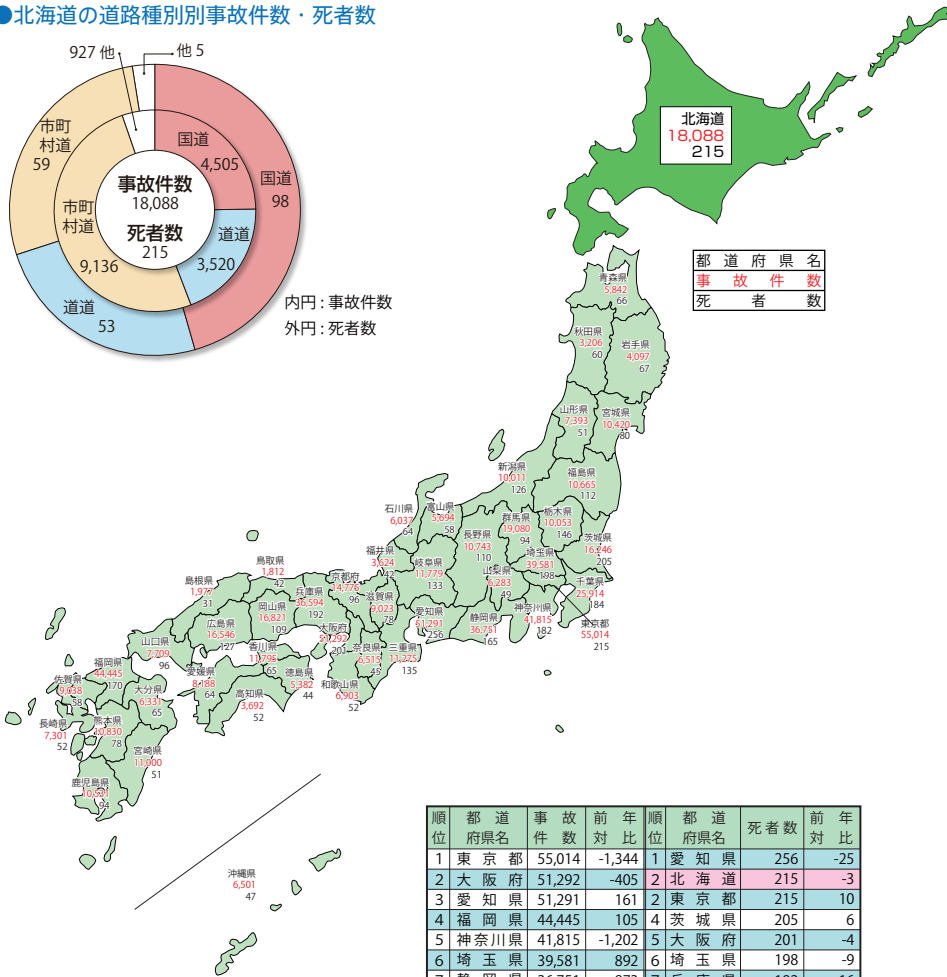 ●北海道の道路種別別事故件数・死者数
927 他
他 5
市町
村道
59
国道
4,505
国道
98
事故件数
18,088
死者数
215
市町
村道
9,136
道道
3,520
道道
53
内円 : 事故件数
外円 : 死者数
北海道
18,088
215
都道府県名
事故件数
死者数
青森県
5,842
66
秋田県
3,206
60
岩手県
4,097
67
山形県
7,393
51
宮城県
10,420
80
新潟県
10,011
126
福島県
10,665
112
石川県
6,037
64
富山県
5,694
58
群馬県
19,080
94
栃木県
10,053
146
長野県
10,743
110
茨城県
16,246
205
福井県
3,624
42
岐阜県
11,779
133
山梨県
6,283
49
埼玉県
39,581
198
千葉県
25,914
184
鳥取県
1,812
42
島根県
1,977
31
京都府
14,776
96
兵庫県
36,594
192
滋賀県
9,023
78
愛知県
51,291
256
静岡県
36,751
165
神奈川県
41,815
182
東京都
55,014
215
岡山県
16,821
109
広島県
16,546
127
大阪府
51,292
201
奈良県
6,515
45
三重県
11,275
135
山口県
7,709
96
香川県
11,795
65
徳島県
5,382
44
和歌山県
6,903
52
愛媛県
8,188
64
高知県
3,692
52
福岡県
44,445
170
佐賀県
9,038
58
大分県
6,331
65
長崎県
7,301
52
熊本県
10,830
78
宮崎県
11,000
51
鹿児島県
94
沖縄県
6,501
47
順位 都道府県名 事故件数 前年対比 順位 都道府県名 死者数 前年対比
1 東京都 55,014 -1,344 1 愛知県 256 -25
2 大阪府 51,292 -405 2 北海道 215 -3
3 愛知県 51,291 161 2 東京都 215 10
4 福岡県 44,445 105 4 茨城県 205 6
5 神奈川県 41,815 -1,202 5 大阪府 201 -4
6 埼玉県 39,581 892 6 埼玉県 198 -9